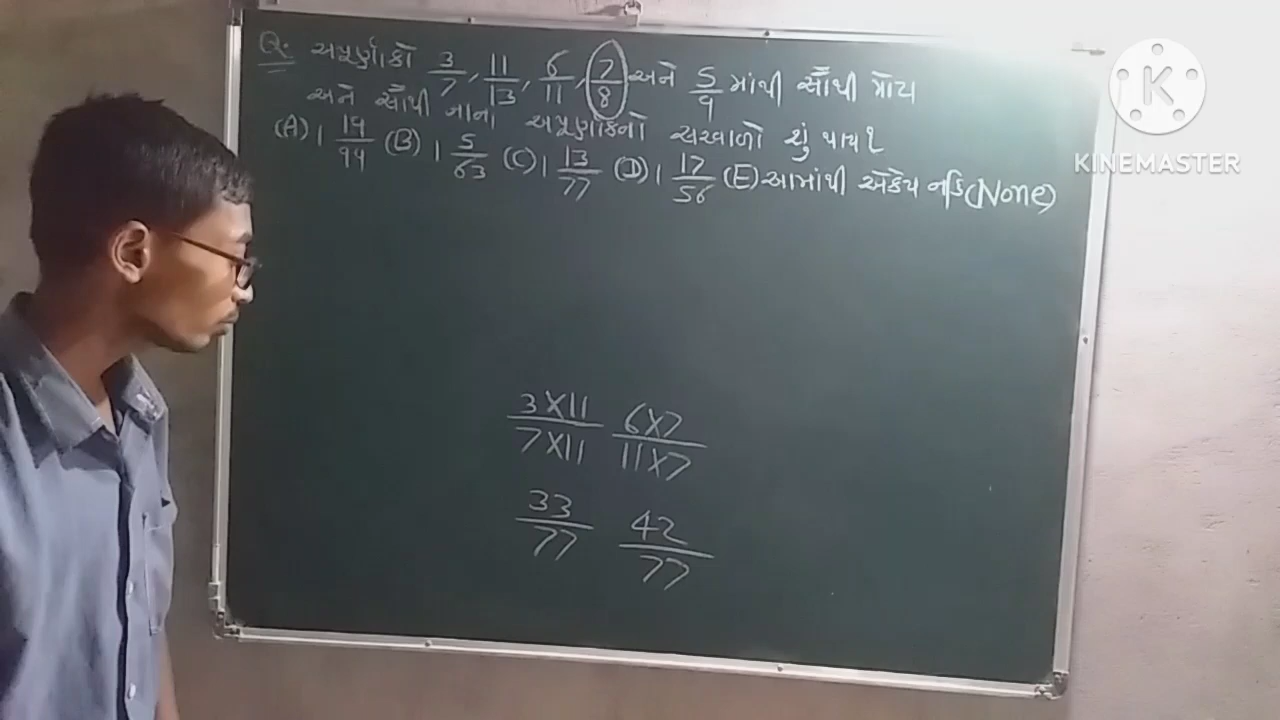 Q. અપૂર્ણાંકો 3/7, 11/13, 6/11, 7/8 અને 5/9 માંથી સૌથી મોટા
અને સૌથી નાના અપૂર્ણાંકનો સરવાળો શું થાય?
(A) 1 19/99 (B) 1 5/63 (C) 1 13/77 (D) 1 17/56 (E) આમાંથી એકેય નહિ (None)
3×11/7×11 6×7/11×7
33/77 42/77
KINEMASTER